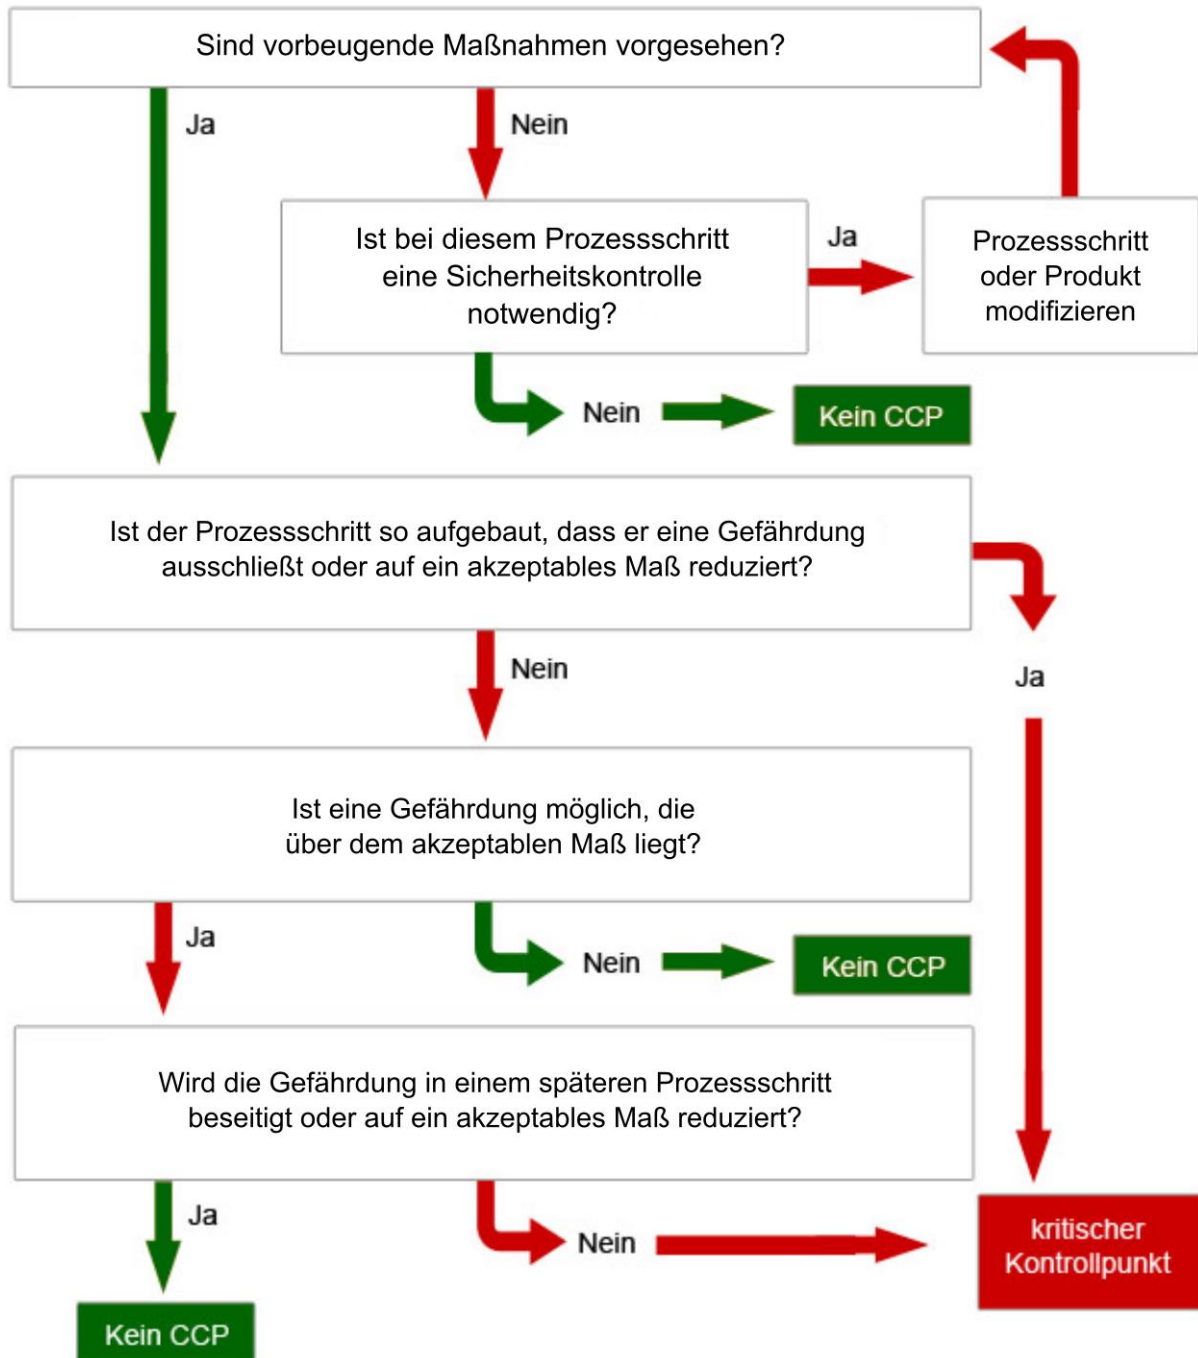 Sind vorbeugende Maßnahmen vorgesehen?
Ja
Nein
Ist bei diesem Prozessschritt
eine Sicherheitskontrolle
notwendig?
Ja
Prozessschritt
oder Produkt
modifizieren
Nein
Kein CCP
Ist der Prozessschritt so aufgebaut, dass er eine Gefährdung
ausschließt oder auf ein akzeptables Maß reduziert?
Nein
Ja
Ist eine Gefährdung möglich, die
über dem akzeptablen Maß liegt?
Ja
Nein
Kein CCP
Wird die Gefährdung in einem späteren Prozessschritt
beseitigt oder auf ein akzeptables Maß reduziert?
Ja
Nein
kritischer
Kontrollpunkt
Kein CCP